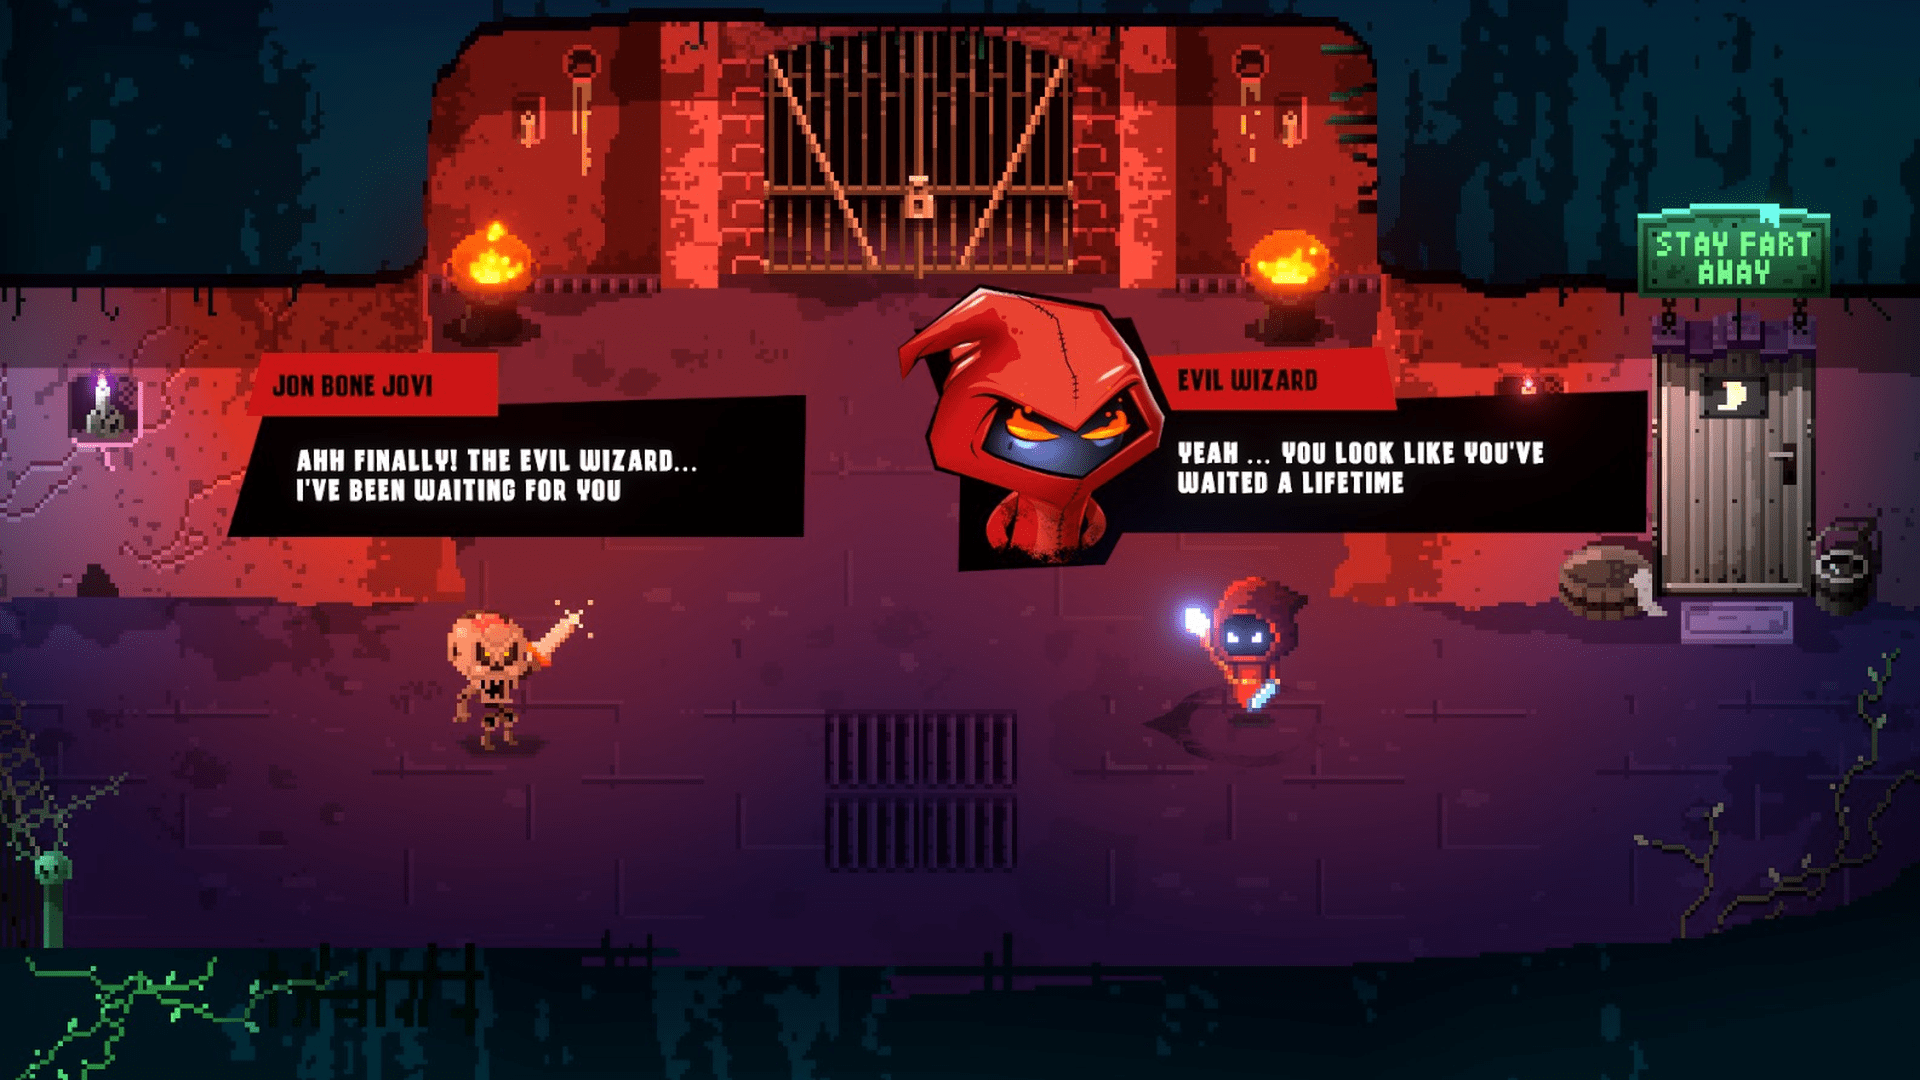 STAY FART
AWAY
JON BONE JOVI
AHH FINALLY! THE EVIL WIZARD...
I'VE BEEN WAITING FOR YOU
EVIL WIZARD
YEAH ... YOU LOOK LIKE YOU'VE
WAITED A LIFETIME